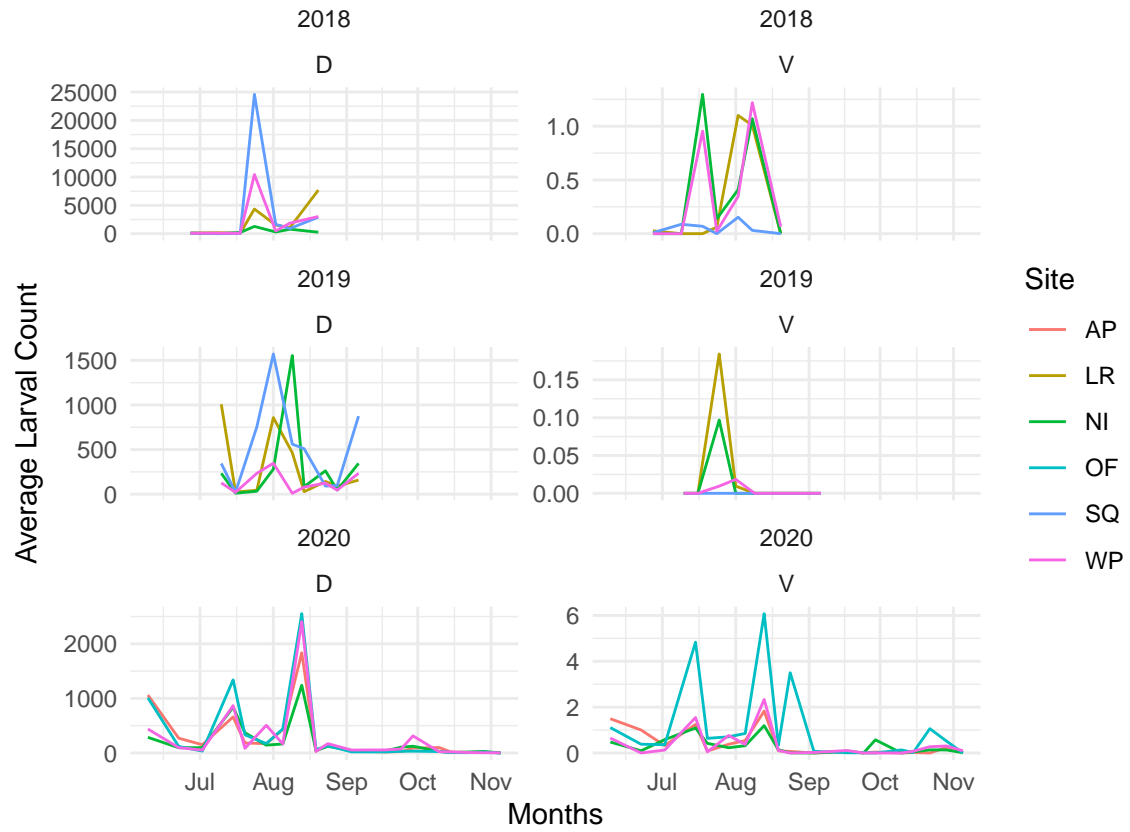 2018
2018
D
V
25000
20000
15000
10000
5000
0
1.0
0.5
0.0
2019
2019
D
V
1500
1000
500
0
0.15
0.10
0.05
0.00
2020
2020
D
V
2000
1000
0
6
4
2
0
Jul Aug Sep Oct Nov
Jul Aug Sep Oct Nov
Months
Average Larval Count
Site
AP
LR
NI
OF
SQ
WP